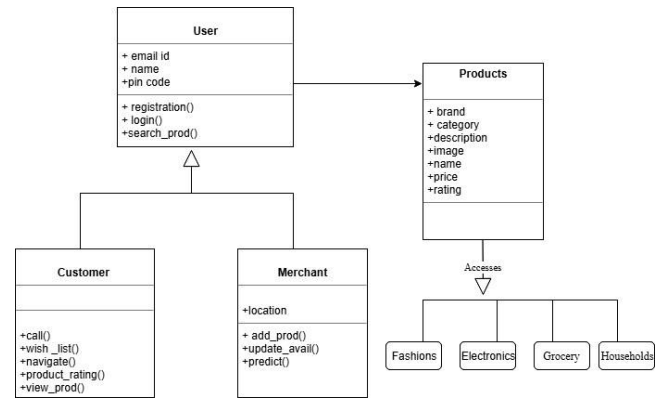 User
+ email id
+ name
+pin code
+ registration()
+ login()
+search_prod()
Products
+ brand
+ category
+description
+image
+name
+price
+rating
Customer
+call()
+wish _list()
+navigate()
+product_rating()
+view_prod()
Merchant
+location
+ add_prod()
+update_avail()
+predict()
Accesses
Fashions
Electronics
Grocery
Households